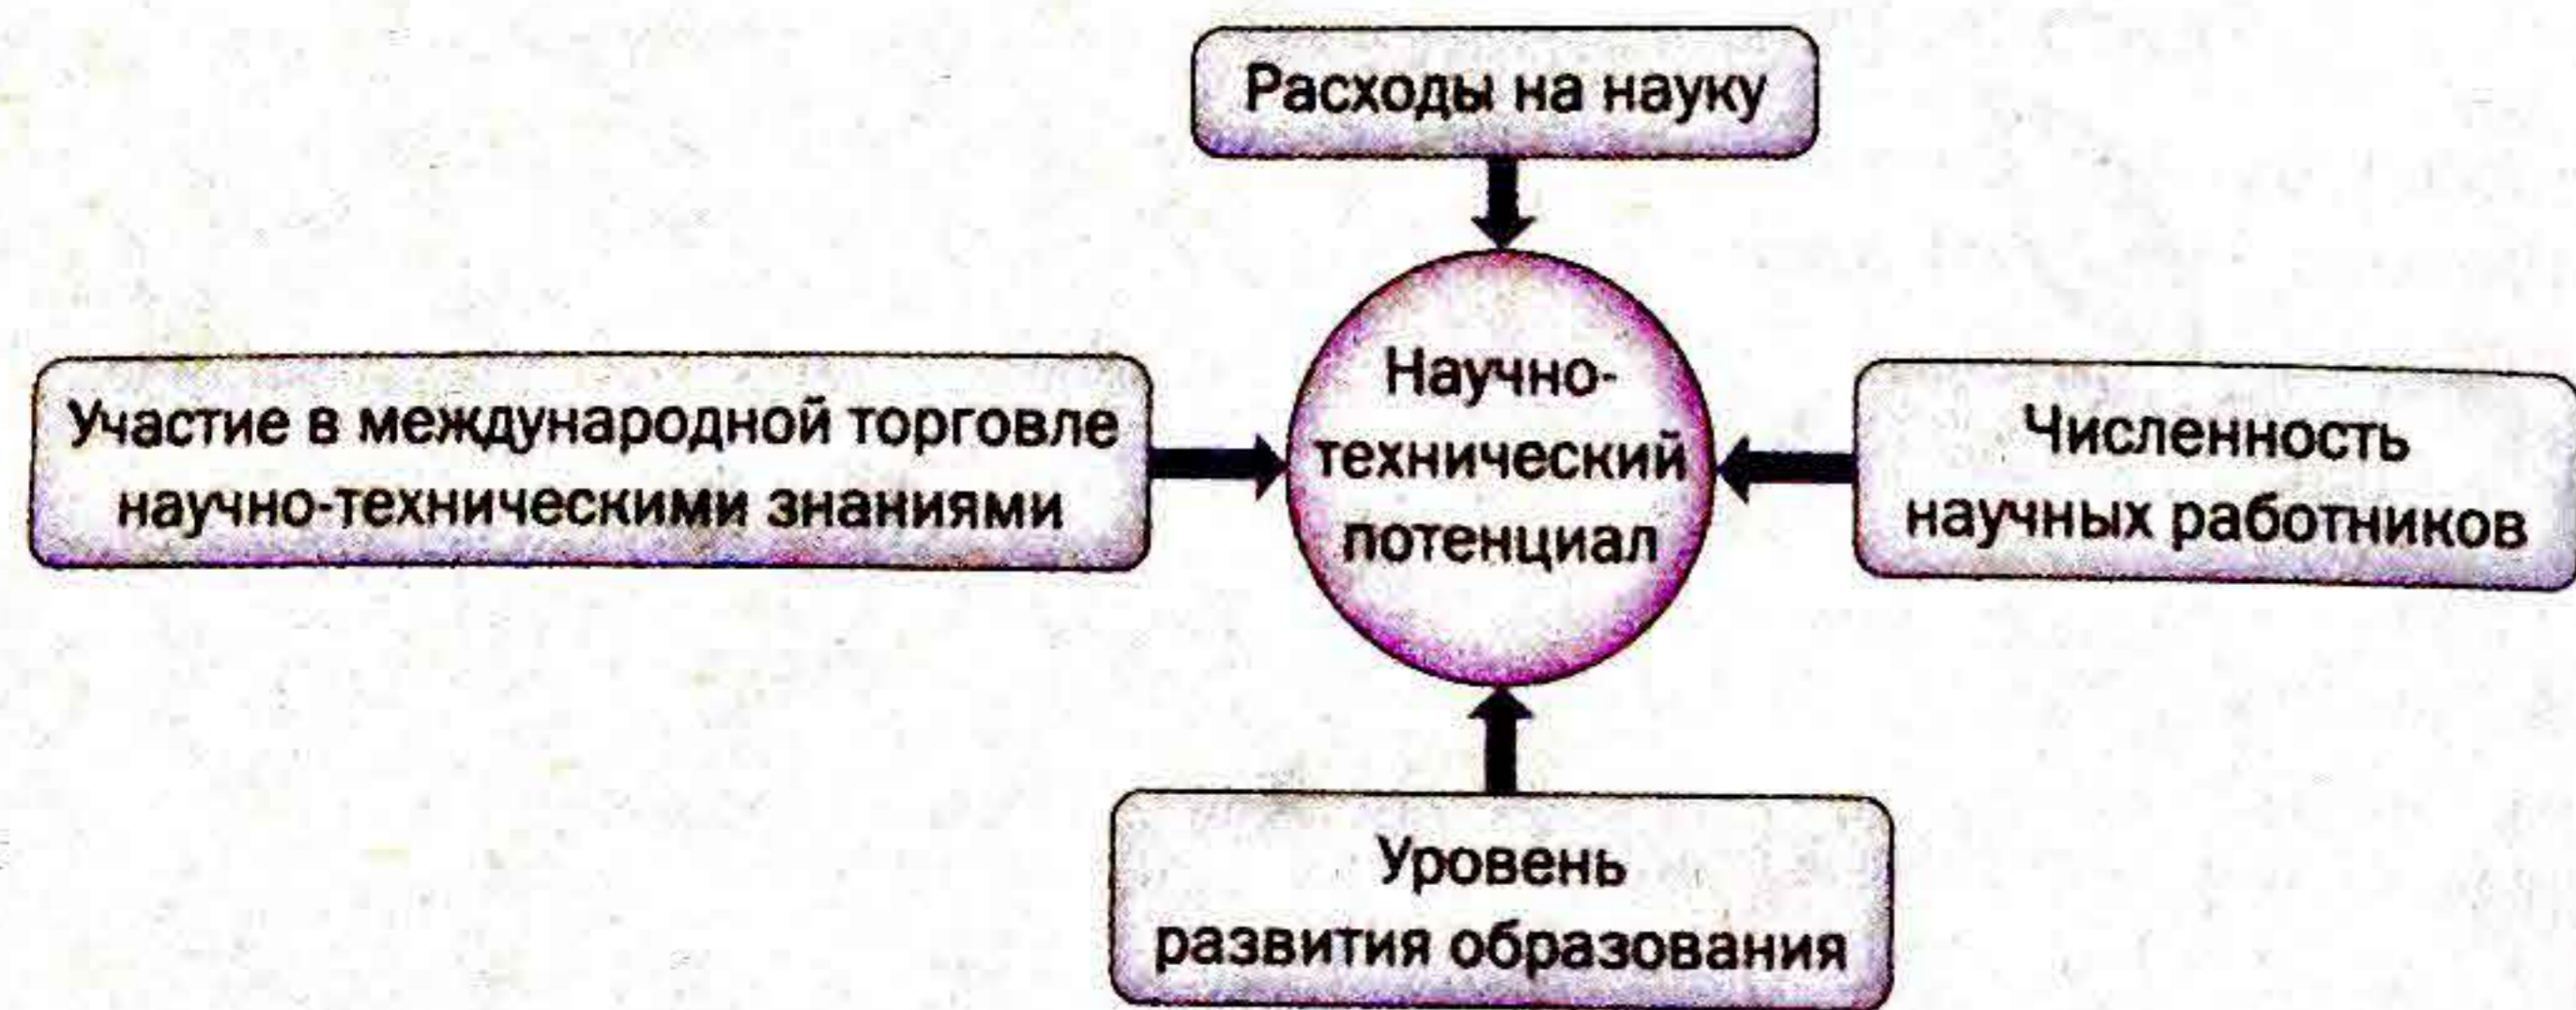 Расходы на науку
Участие в международной торговле
научно-техническими знаниями
Научно-
технический
потенциал
Численность
научных работников
Уровень
развития образования